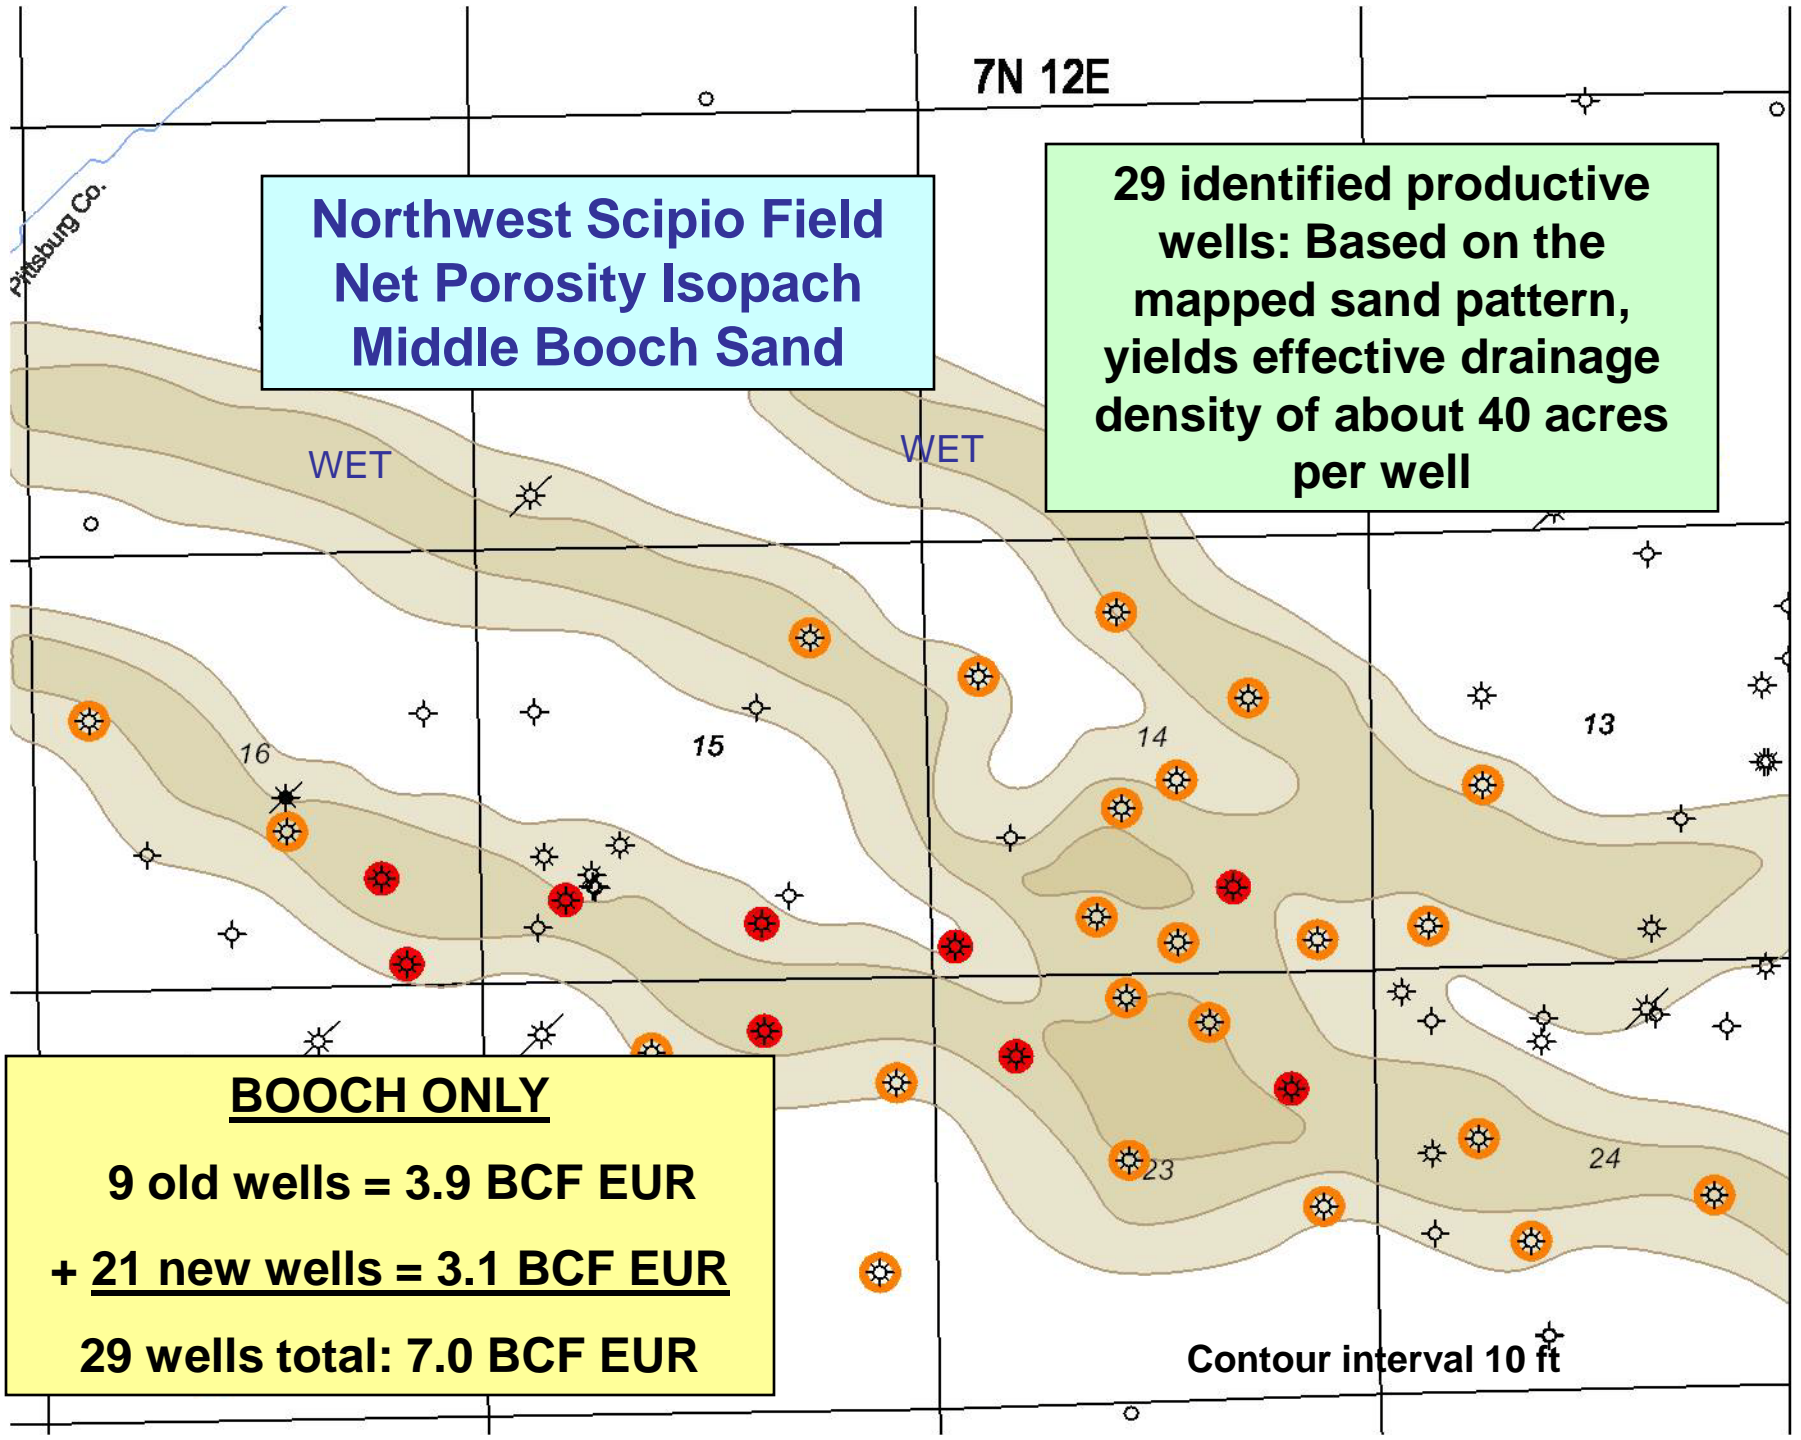 7N 12E
Pittsburg Co.
Northwest Scipio Field
Net Porosity Isopach
Middle Booch Sand
29 identified productive
wells: Based on the
mapped sand pattern,
yields effective drainage
density of about 40 acres
per well
WET
WET
16
15
14
13
BOOCH ONLY
9 old wells = 3.9 BCF EUR
+ 21 new wells = 3.1 BCF EUR
29 wells total: 7.0 BCF EUR
23
24
Contour interval 10 ft